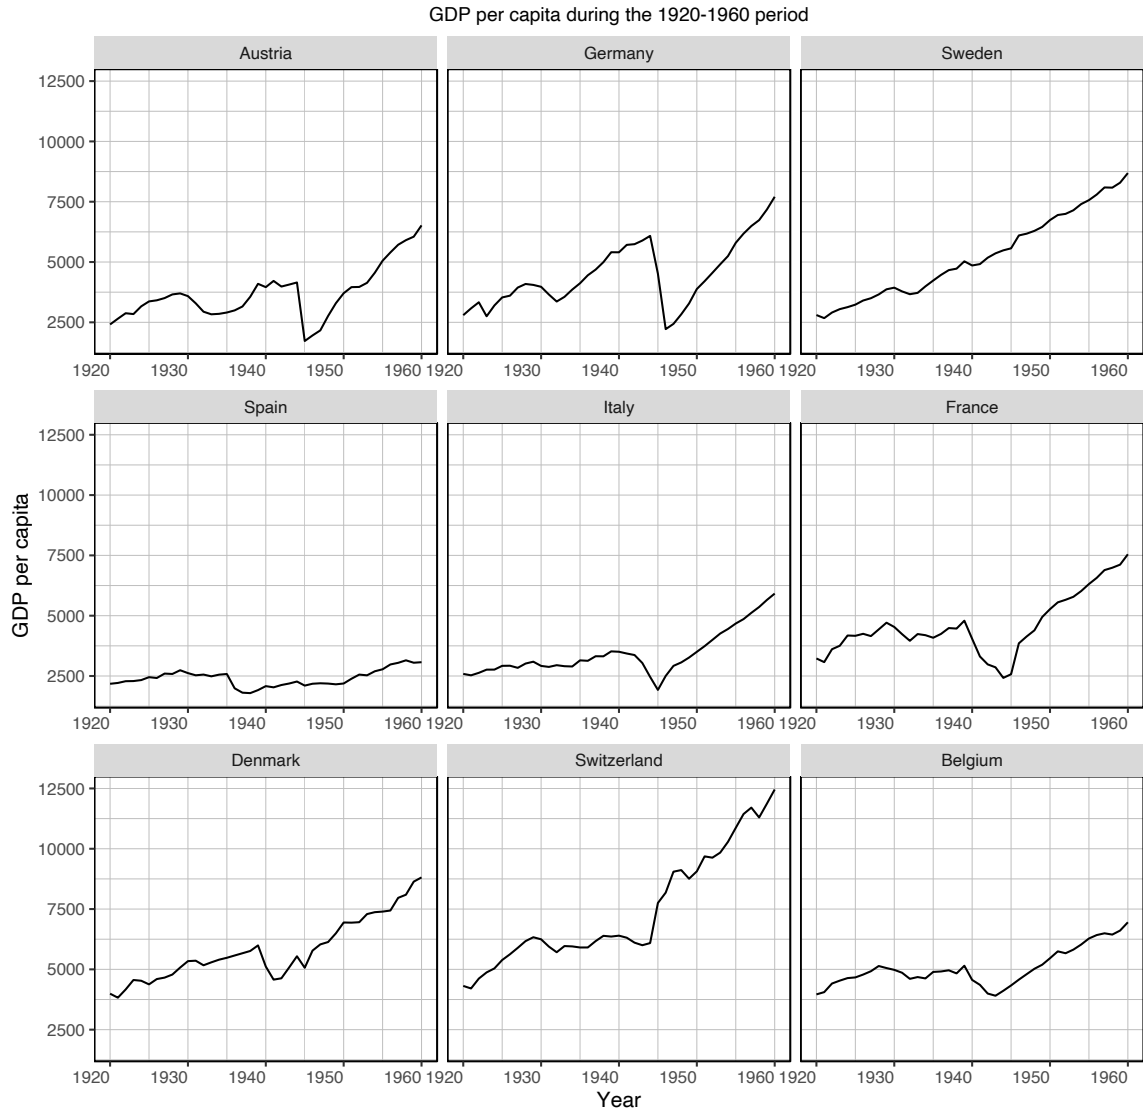 GDP per capita during the 1920-1960 period
Austria
Germany
Sweden
12500
10000
7500
5000
2500
1920 1930 1940 1950 1960 1920 1930 1940 1950 1960 1920 1930 1940 1950 1960
Spain
Italy
France
12500
10000
7500
5000
2500
1920 1930 1940 1950 1960 1920 1930 1940 1950 1960 1920 1930 1940 1950 1960
GDP per capita
Denmark
Switzerland
Belgium
12500
10000
7500
5000
2500
1920 1930 1940 1950 1960 1920 1930 1940 1950 1960 1920 1930 1940 1950 1960
Year